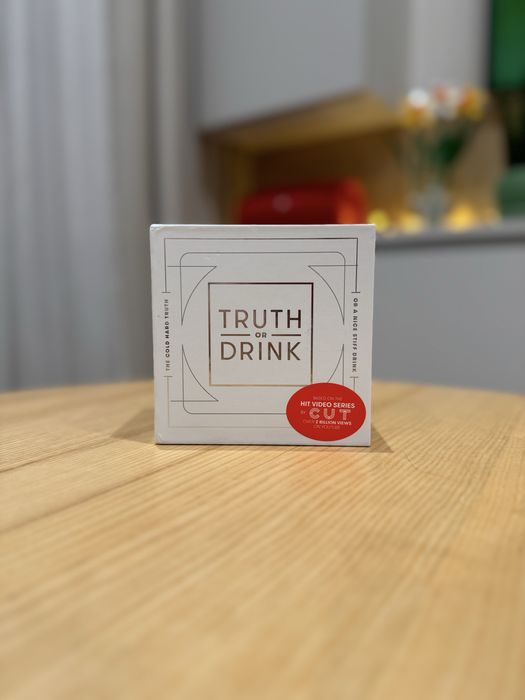 THE COLD HARD TRUTH
TRUTH
OR
DRINK
OR A NICE STIFF DRINK
BASED ON THE
HIT VIDEO SERIES
BY CUT
OVER 2 BILLION VIEWS
ON YOUTUBE